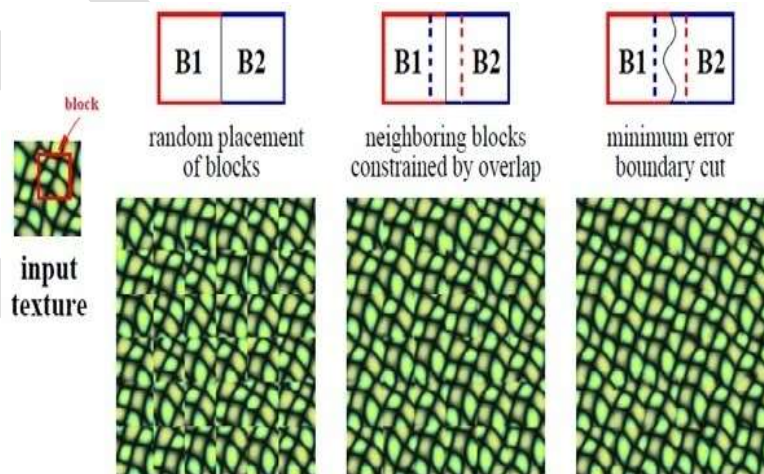 B1 B2
B1 B2
B1 B2
block
random placement
of blocks
neighboring blocks
constrained by overlap
minimum error
boundary cut
input
texture